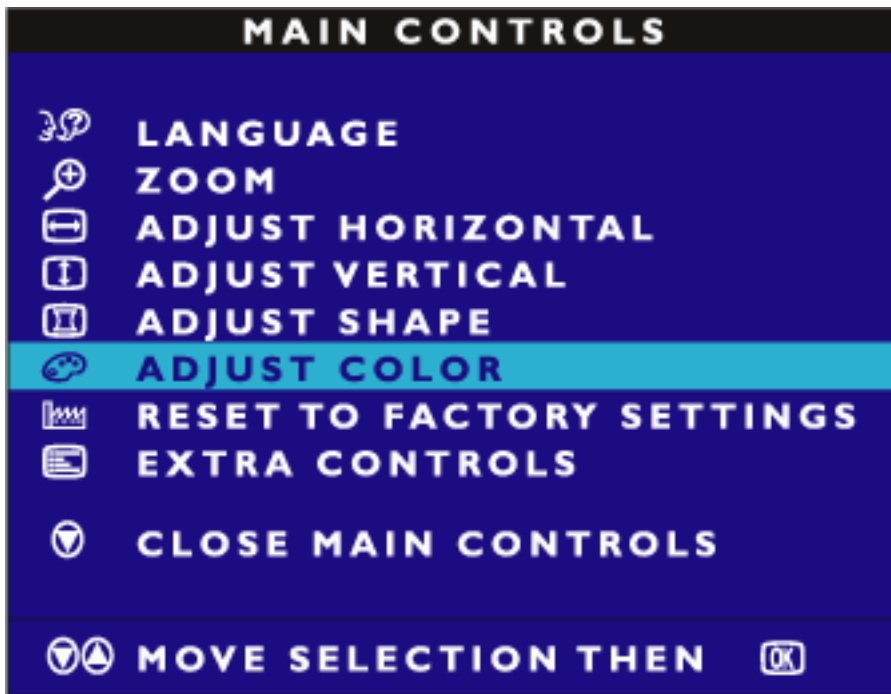 MAIN CONTROLS
LANGUAGE
ZOOM
ADJUST HORIZONTAL
ADJUST VERTICAL
ADJUST SHAPE
ADJUST COLOR
RESET TO FACTORY SETTINGS
EXTRA CONTROLS
CLOSE MAIN CONTROLS
MOVE SELECTION THEN OK